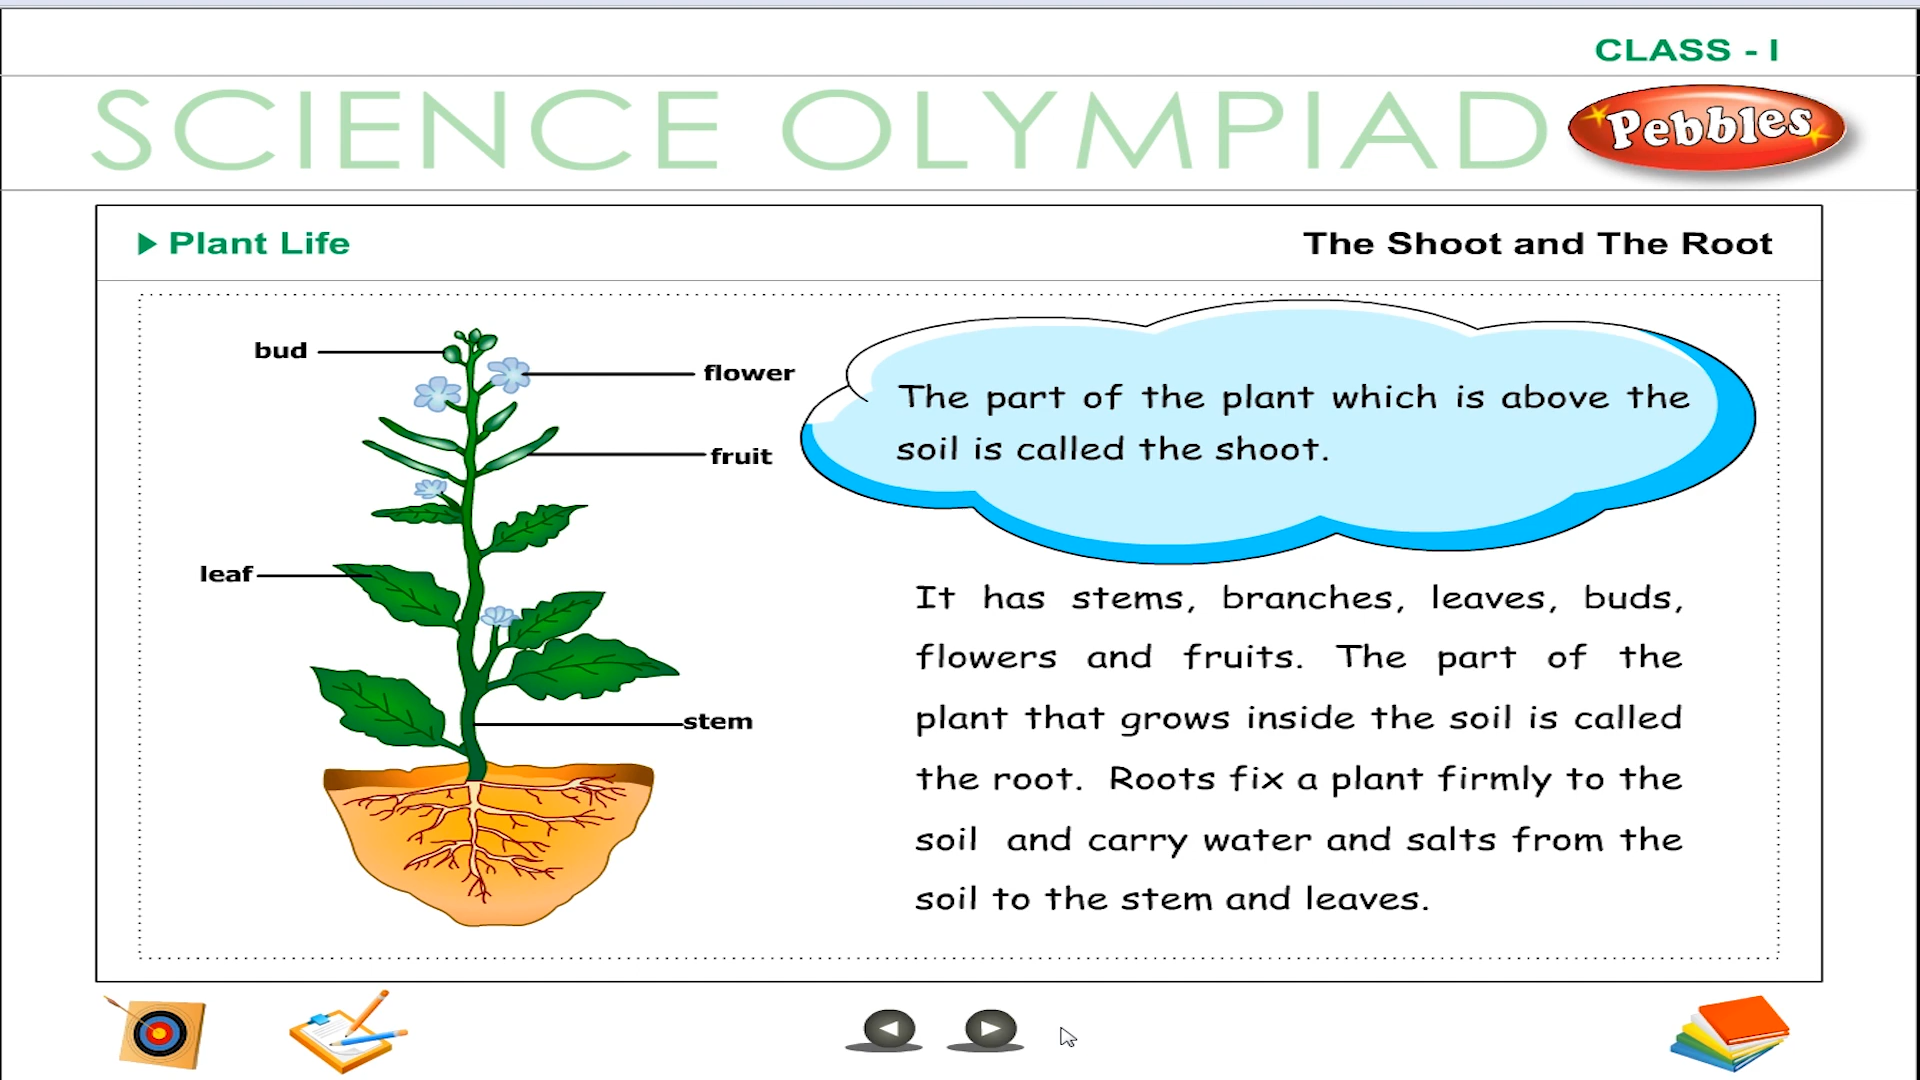 CLASS - I
SCIENCE OLYMPIAD
Pebbles
Plant Life
The Shoot and The Root
bud
flower
fruit
leaf
stem
The part of the plant which is above the
soil is called the shoot.
It has stems, branches, leaves, buds,
flowers and fruits. The part of the
plant that grows inside the soil is called
the root. Roots fix a plant firmly to the
soil and carry water and salts from the
soil to the stem and leaves.